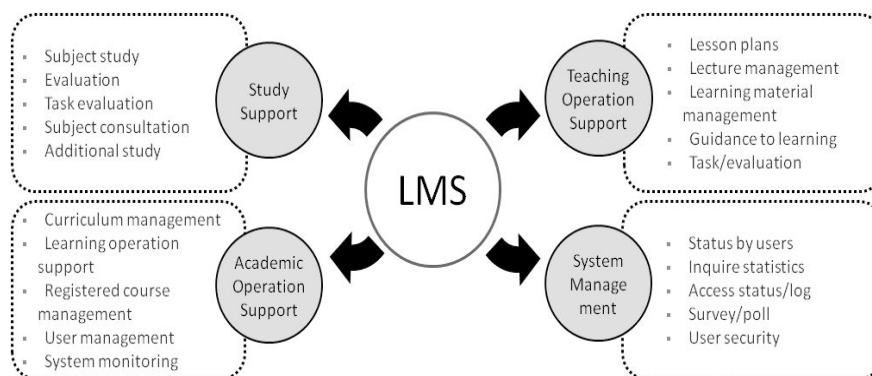 ▪ Subject study
▪ Evaluation
▪ Task evaluation
▪ Subject consultation
▪ Additional study
Study
Support
Teaching
Operation
Support
▪ Lesson plans
▪ Lecture management
▪ Learning material
management
▪ Guidance to learning
▪ Task/evaluation
LMS
▪ Curriculum management
▪ Learning operation
support
▪ Registered course
management
▪ User management
▪ System monitoring
Academic
Operation
Support
System
Manage
ment
▪ Status by users
▪ Inquire statistics
▪ Access status/log
▪ Survey/poll
▪ User security